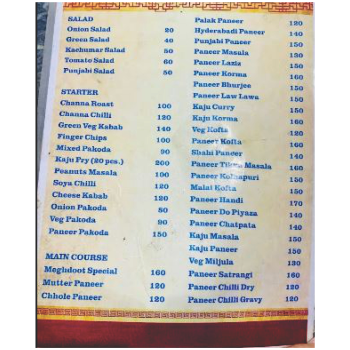 SALAD
Onion Salad 20
Green Salad 40
Kachumar Salad 50
Tomato Salad 60
Punjabi Salad 50
STARTER
Channa Roast 100
Channa Chilli 120
Green Veg Kabab 140
Finger Chips 100
Mixed Pakoda 90
Kaju Fry (20 pcs.) 200
Peanuts Masala 100
Soya Chilli 120
Cheese Kabab 120
Onion Pakoda 80
Veg Pakoda 90
Paneer Pakoda 150
MAIN COURSE
Meghdoot Special 160
Mutter Paneer 120
Chhole Paneer 120
Palak Paneer 120
Hyderabadi Paneer 140
Punjabi Paneer 150
Paneer Masala 150
Paneer Lazis 150
Paneer Korma 160
Paneer Bhurjee 150
Paneer Law Lawa 150
Kaju Curry 150
Kaju Korma
Veg Kofta
Paneer Kofta
Shahi Paneer 140
Paneer Tikka Masala 160
Paneer Kolhapuri 150
Malai Kofta 150
Paneer Handi 170
Paneer Do Piyaza 140
Paneer Chatpata 140
Kaju Masala 150
Kaju Paneer 150
Veg Miljula 130
Paneer Satrangi 160
Paneer Chilli Dry 120
Paneer Chilli Gravy 120